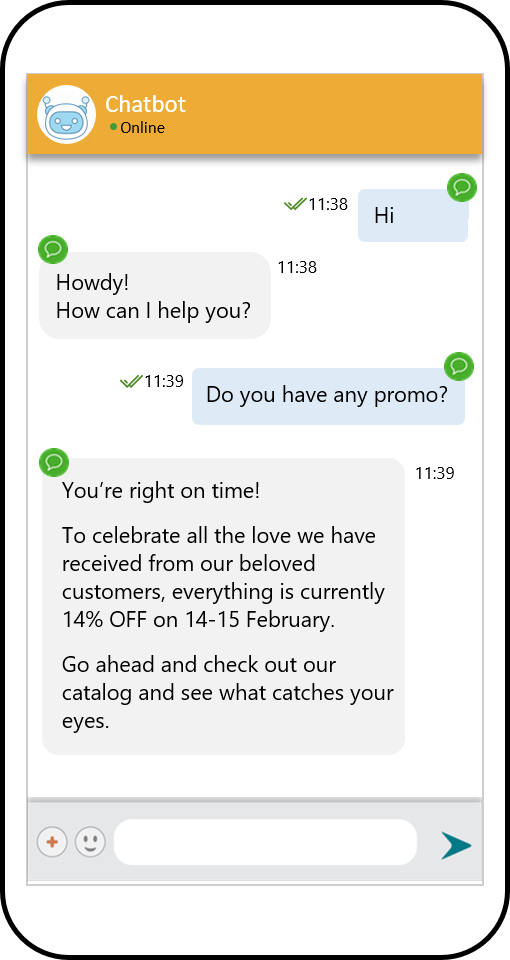 Chatbot
Online
11:38 Hi
Howdy! 11:38
How can I help you?
11:39 Do you have any promo?
You’re right on time! 11:39
To celebrate all the love we have
received from our beloved
customers, everything is currently
14% OFF on 14-15 February.
Go ahead and check out our
catalog and see what catches your
eyes.